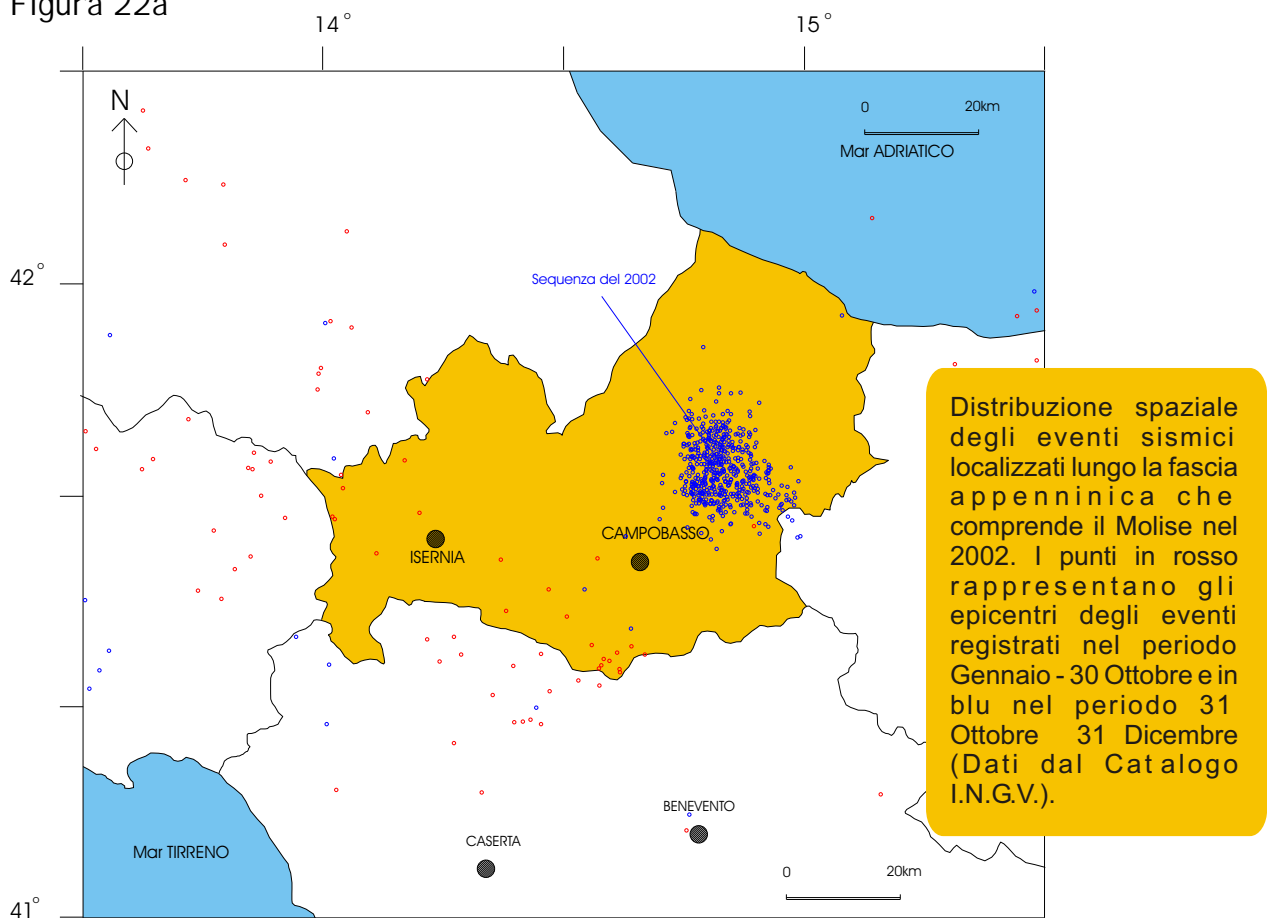 Figura 22a
14°
15°
N
0 20km
Mar ADRIATICO
42°
Sequenza del 2002
CAMPOBASSO
ISERNIA
Distribuzione spaziale
degli eventi sismici
localizzati lungo la fascia
appenninica che
comprende il Molise nel
2002. I punti in rosso
rappresentano gli
epicentri degli eventi
registrati nel periodo
Gennaio - 30 Ottobre e in
blu nel periodo 31
Ottobre 31 Dicembre
(Dati dal Catalogo
I.N.G.V.).
BENEVENTO
CASERTA
Mar TIRRENO
0 20km
41°